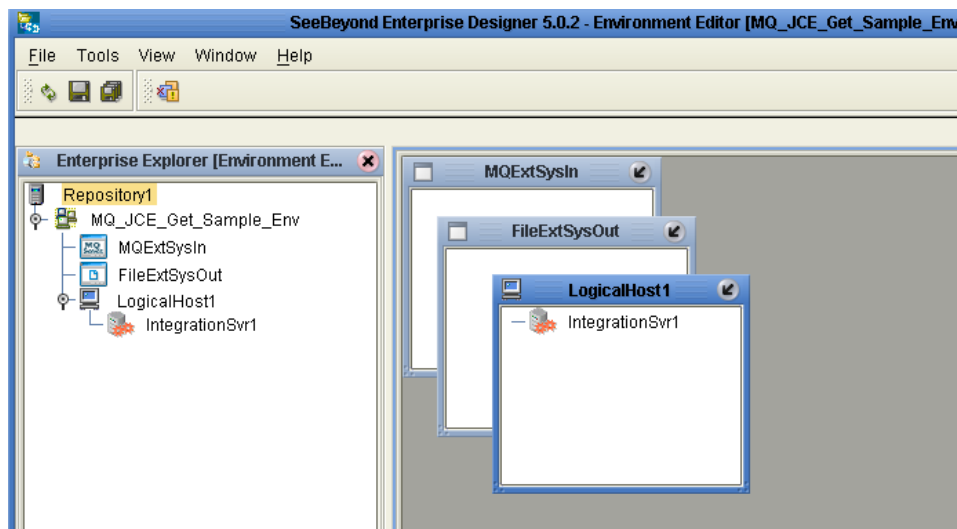 SeeBeyond Enterprise Designer 5.0.2 - Environment Editor [MQ_JCE_Get_Sample_Env
File Tools View Window Help
Enterprise Explorer [Environment E...
Repository1
MQ_JCE_Get_Sample_Env
MQExtSysIn
FileExtSysOut
LogicalHost1
IntegrationSvr1
MQExtSysIn
FileExtSysOut
LogicalHost1
IntegrationSvr1